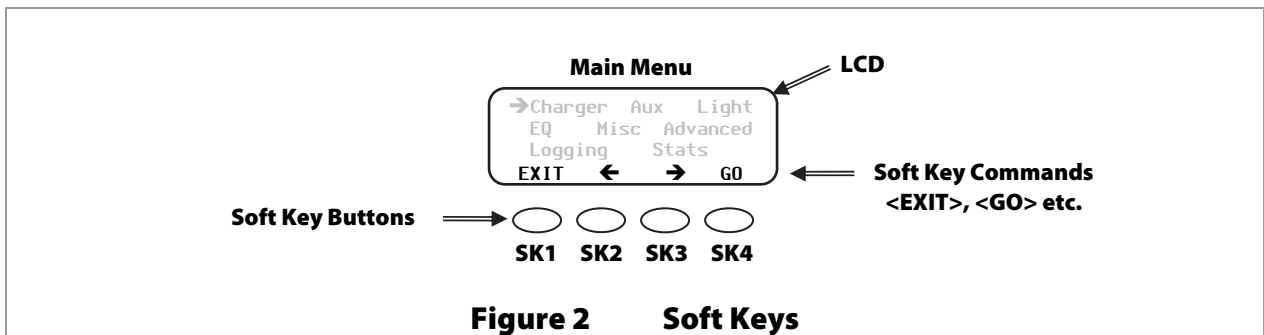 Main Menu
LCD
➔Charger Aux Light
EQ Misc Advanced
Logging Stats
EXIT ← → GO
Soft Key Commands
<EXIT>, <GO> etc.
Soft Key Buttons
SK1 SK2 SK3 SK4
Figure 2 Soft Keys